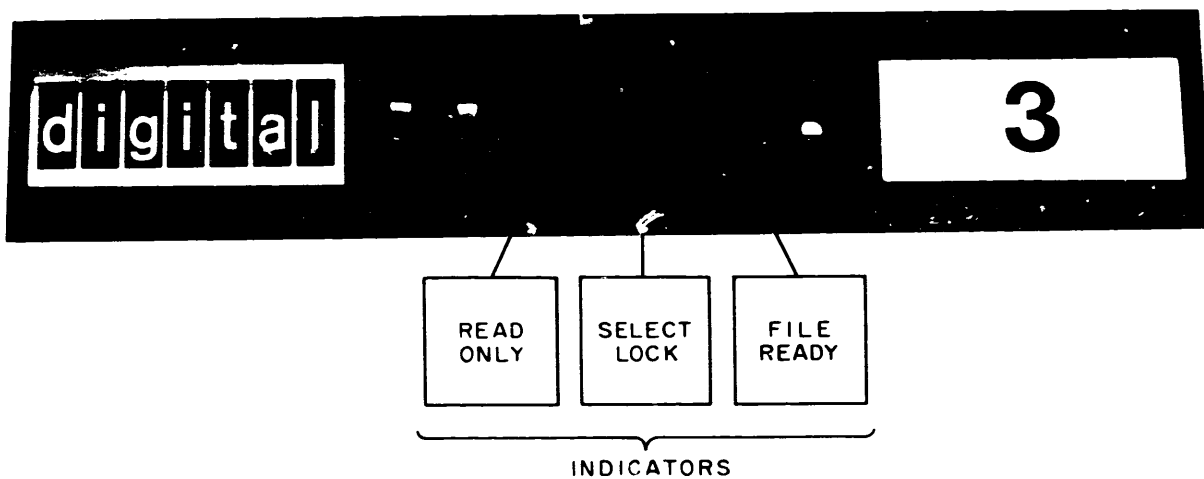 digital
3
READ
ONLY
SELECT
LOCK
FILE
READY
INDICATORS